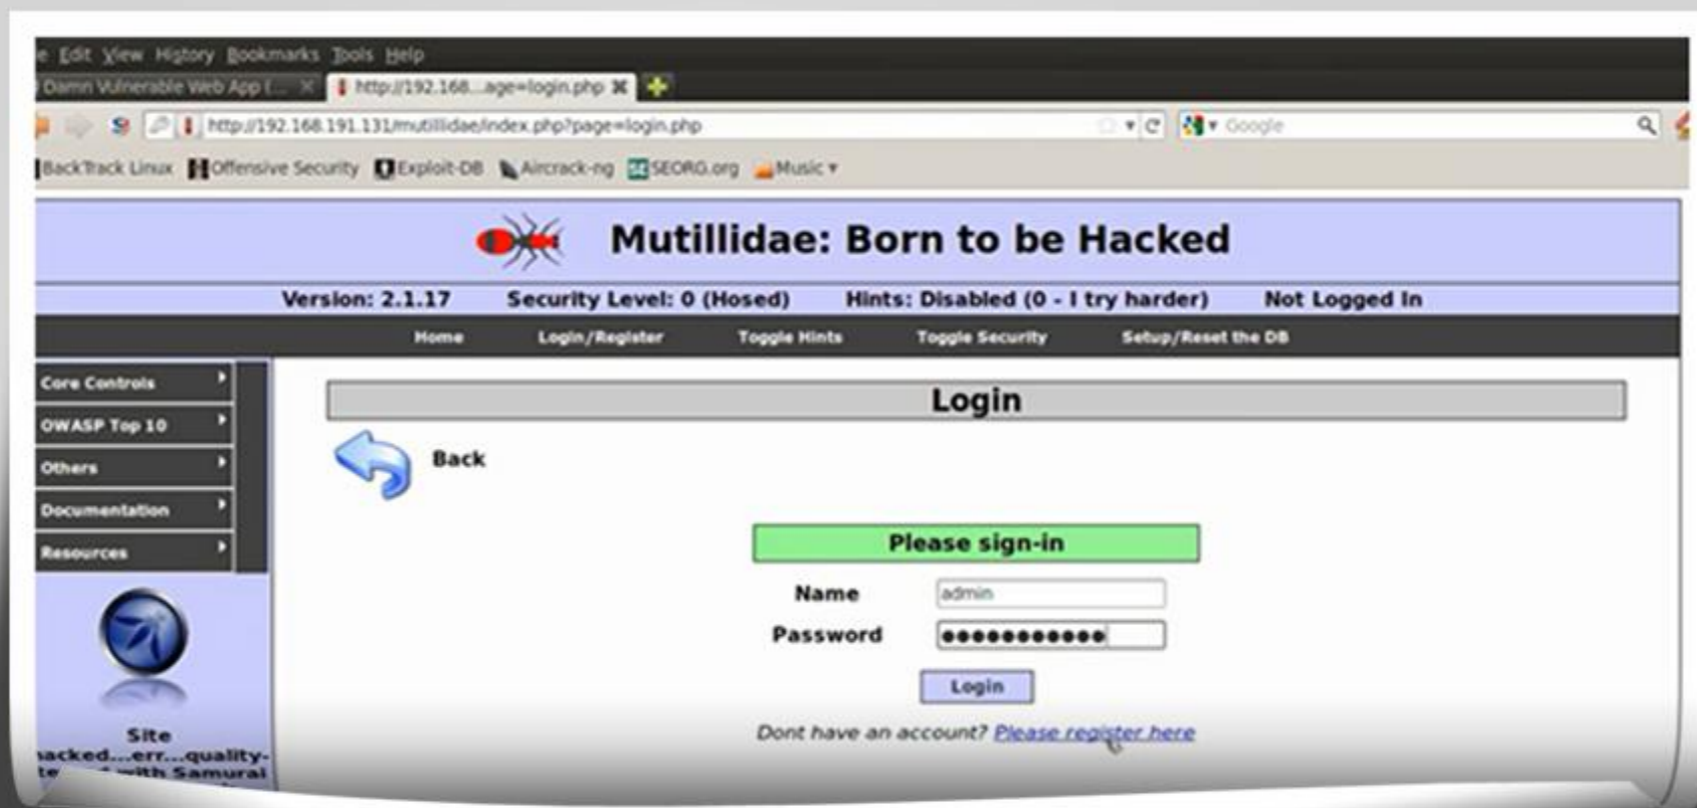 e Edit View History Bookmarks Tools Help
Damn Vulnerable Web App (... http://192.168...age=login.php
http://192.168.191.131/mutillidae/index.php?page=login.php Google
BackTrack Linux Offensive Security Exploit-DB Aircrack-ng SEORG.org Music
Mutillidae: Born to be Hacked
Version: 2.1.17 Security Level: 0 (Hosed) Hints: Disabled (0 - I try harder) Not Logged In
Home Login/Register Toggle Hints Toggle Security Setup/Reset the DB
Core Controls
OWASP Top 10
Others
Documentation
Resources
Login
Back
Please sign-in
Name admin
Password ●●●●●●●●●●●
Login
Dont have an account? Please register here
Site
hacked...err...quality-
with Samurai